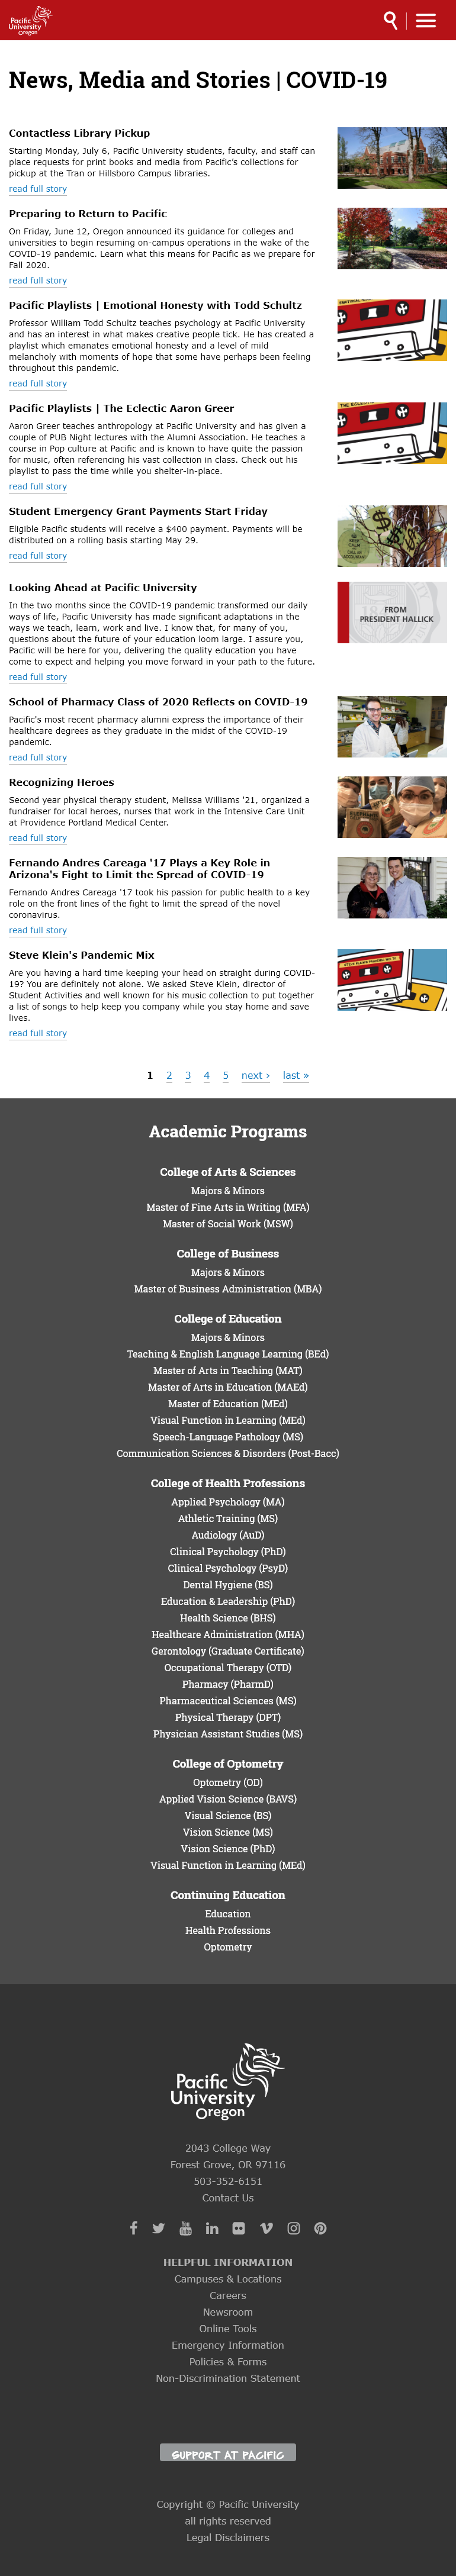 Pacific
University
Oregon
News, Media and Stories | COVID-19
Contactless Library Pickup
Starting Monday, July 6, Pacific University students, faculty, and staff can
place requests for print books and media from Pacific's collections for
pickup at the Tran or Hillsboro Campus libraries.
read full story
Preparing to Return to Pacific
On Friday, June 12, Oregon announced its guidance for colleges and
universities to begin resuming on-campus operations in the wake of the
COVID-19 pandemic. Learn what this means for Pacific as we prepare for
Fall 2020.
read full story
Pacific Playlists | Emotional Honesty with Todd Schultz
Professor William Todd Schultz teaches psychology at Pacific University
and has an interest in what makes creative people tick. He has created a
playlist which emanates emotional honesty and a level of mild
melancholy with moments of hope that some have perhaps been feeling
throughout this pandemic.
read full story
Pacific Playlists | The Eclectic Aaron Greer
Aaron Greer teaches anthropology at Pacific University and has given a
couple of PUB Night lectures with the Alumni Association. He teaches a
course in Pop culture at Pacific and is known to have quite the passion
for music, often referencing his vast collection in class. Check out his
playlist to pass the time while you shelter-in-place.
read full story
Student Emergency Grant Payments Start Friday
Eligible Pacific students will receive a $400 payment. Payments will be
distributed on a rolling basis starting May 29.
read full story
Looking Ahead at Pacific University
In the two months since the COVID-19 pandemic transformed our daily
ways of life, Pacific University has made significant adaptations in the
ways we teach, learn, work and live. I know that, for many of you,
questions about the future of your education loom large. I assure you,
Pacific will be here for you, delivering the quality education you have
come to expect and helping you move forward in your path to the future.
read full story
FROM
PRESIDENT HALLICK
School of Pharmacy Class of 2020 Reflects on COVID-19
Pacific's most recent pharmacy alumni express the importance of their
healthcare degrees as they graduate in the midst of the COVID-19
pandemic.
read full story
Recognizing Heroes
Second year physical therapy student, Melissa Williams '21, organized a
fundraiser for local heroes, nurses that work in the Intensive Care Unit
at Providence Portland Medical Center.
read full story
Fernando Andres Careaga '17 Plays a Key Role in
Arizona's Fight to Limit the Spread of COVID-19
Fernando Andres Careaga '17 took his passion for public health to a key
role on the front lines of the fight to limit the spread of the novel
coronavirus.
read full story
Steve Klein's Pandemic Mix
Are you having a hard time keeping your head on straight during COVID-
19? You are definitely not alone. We asked Steve Klein, director of
Student Activities and well known for his music collection to put together
a list of songs to help keep you company while you stay home and save
lives.
read full story
1 2 3 4 5 next › last »
Academic Programs
College of Arts & Sciences
Majors & Minors
Master of Fine Arts in Writing (MFA)
Master of Social Work (MSW)
College of Business
Majors & Minors
Master of Business Administration (MBA)
College of Education
Majors & Minors
Teaching & English Language Learning (BEd)
Master of Arts in Teaching (MAT)
Master of Arts in Education (MAEd)
Master of Education (MEd)
Visual Function in Learning (MEd)
Speech-Language Pathology (MS)
Communication Sciences & Disorders (Post-Bacc)
College of Health Professions
Applied Psychology (MA)
Athletic Training (MS)
Audiology (AuD)
Clinical Psychology (PhD)
Clinical Psychology (PsyD)
Dental Hygiene (BS)
Education & Leadership (PhD)
Health Science (BHS)
Healthcare Administration (MHA)
Gerontology (Graduate Certificate)
Occupational Therapy (OTD)
Pharmacy (PharmD)
Pharmaceutical Sciences (MS)
Physical Therapy (DPT)
Physician Assistant Studies (MS)
College of Optometry
Optometry (OD)
Applied Vision Science (BAVS)
Visual Science (BS)
Vision Science (MS)
Vision Science (PhD)
Visual Function in Learning (MEd)
Continuing Education
Education
Health Professions
Optometry
Pacific
University
Oregon
2043 College Way
Forest Grove, OR 97116
503-352-6151
Contact Us
HELPFUL INFORMATION
Campuses & Locations
Careers
Newsroom
Online Tools
Emergency Information
Policies & Forms
Non-Discrimination Statement
SUPPORT AT PACIFIC
Copyright © Pacific University
all rights reserved
Legal Disclaimers